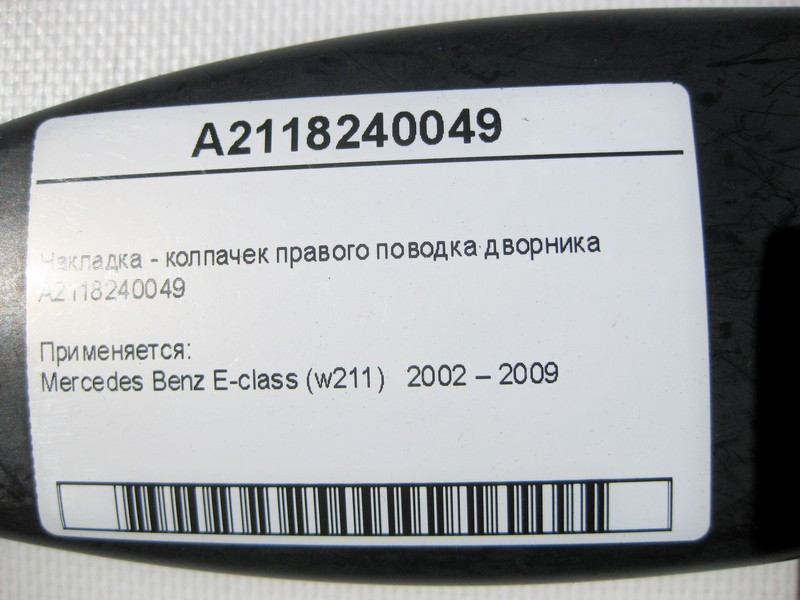 A2118240049
Накладка - колпачек правого поводка дворника
A2118240049
Применяется:
Mercedes Benz E-class (w211) 2002 – 2009